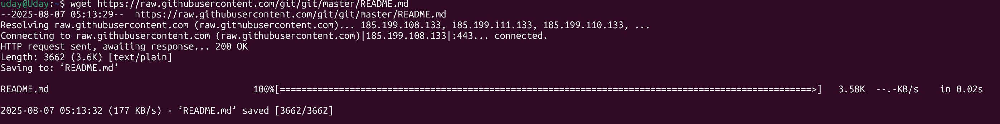 uday@Uday:~$ wget https://raw.githubusercontent.com/git/git/master/README.md
--2025-08-07 05:13:29--  https://raw.githubusercontent.com/git/git/master/README.md
Resolving raw.githubusercontent.com (raw.githubusercontent.com)... 185.199.108.133, 185.199.111.133, 185.199.110.133, ...
Connecting to raw.githubusercontent.com (raw.githubusercontent.com)|185.199.108.133|:443... connected.
HTTP request sent, awaiting response... 200 OK
Length: 3662 (3.6K) [text/plain]
Saving to: ‘README.md’
README.md 100%[===================================================================================================>] 3.58K --.-KB/s in 0.02s
2025-08-07 05:13:32 (177 KB/s) - ‘README.md’ saved [3662/3662]